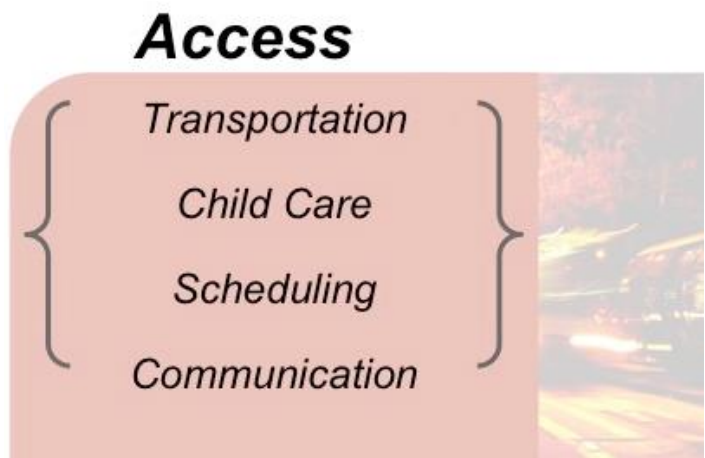 Access
Transportation
Child Care
Scheduling
Communication